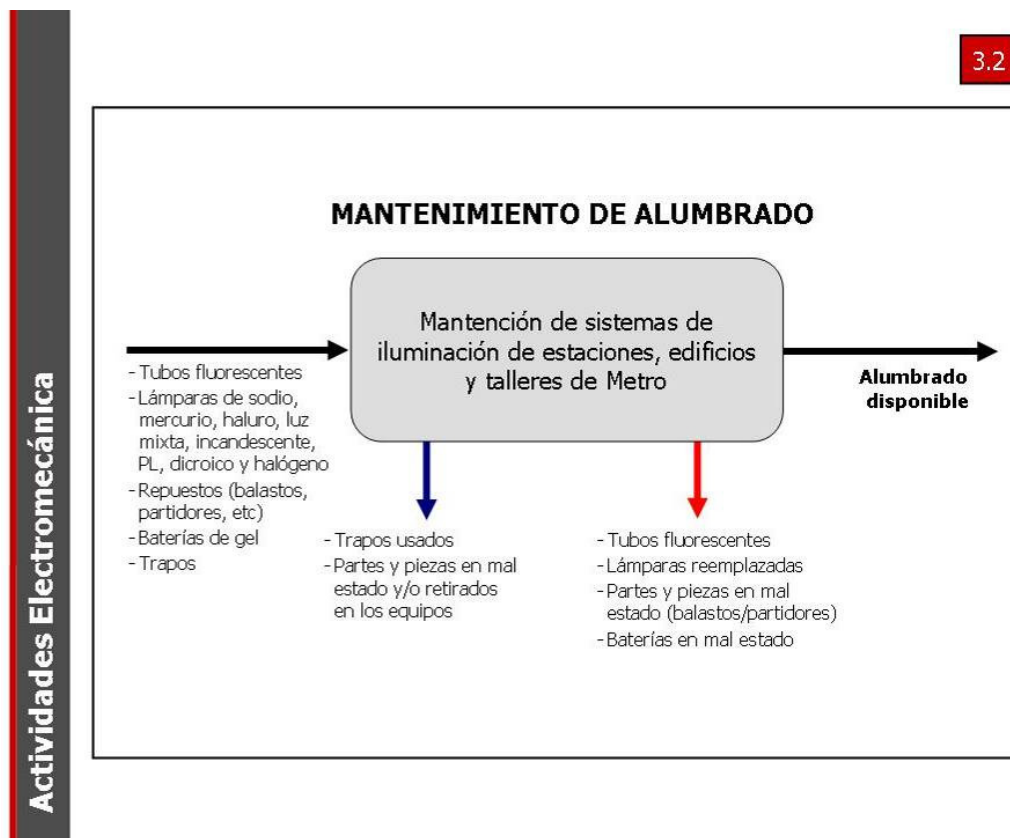 3.2
Actividades Electromecánica
MANTENIMIENTO DE ALUMBRADO
Mantención de sistemas de
iluminación de estaciones, edificios
y talleres de Metro
- Tubos fluorescentes
- Lámparas de sodio,
mercurio, haluro, luz
mixta, incandescente,
PL, dicroico y halógeno
- Repuestos (balastos,
partidores, etc)
- Baterías de gel
- Trapos
Alumbrado
disponible
- Trapos usados
- Partes y piezas en mal
estado y/o retirados
en los equipos
- Tubos fluorescentes
- Lámparas reemplazadas
- Partes y piezas en mal
estado (balastos/partidores)
- Baterías en mal estado